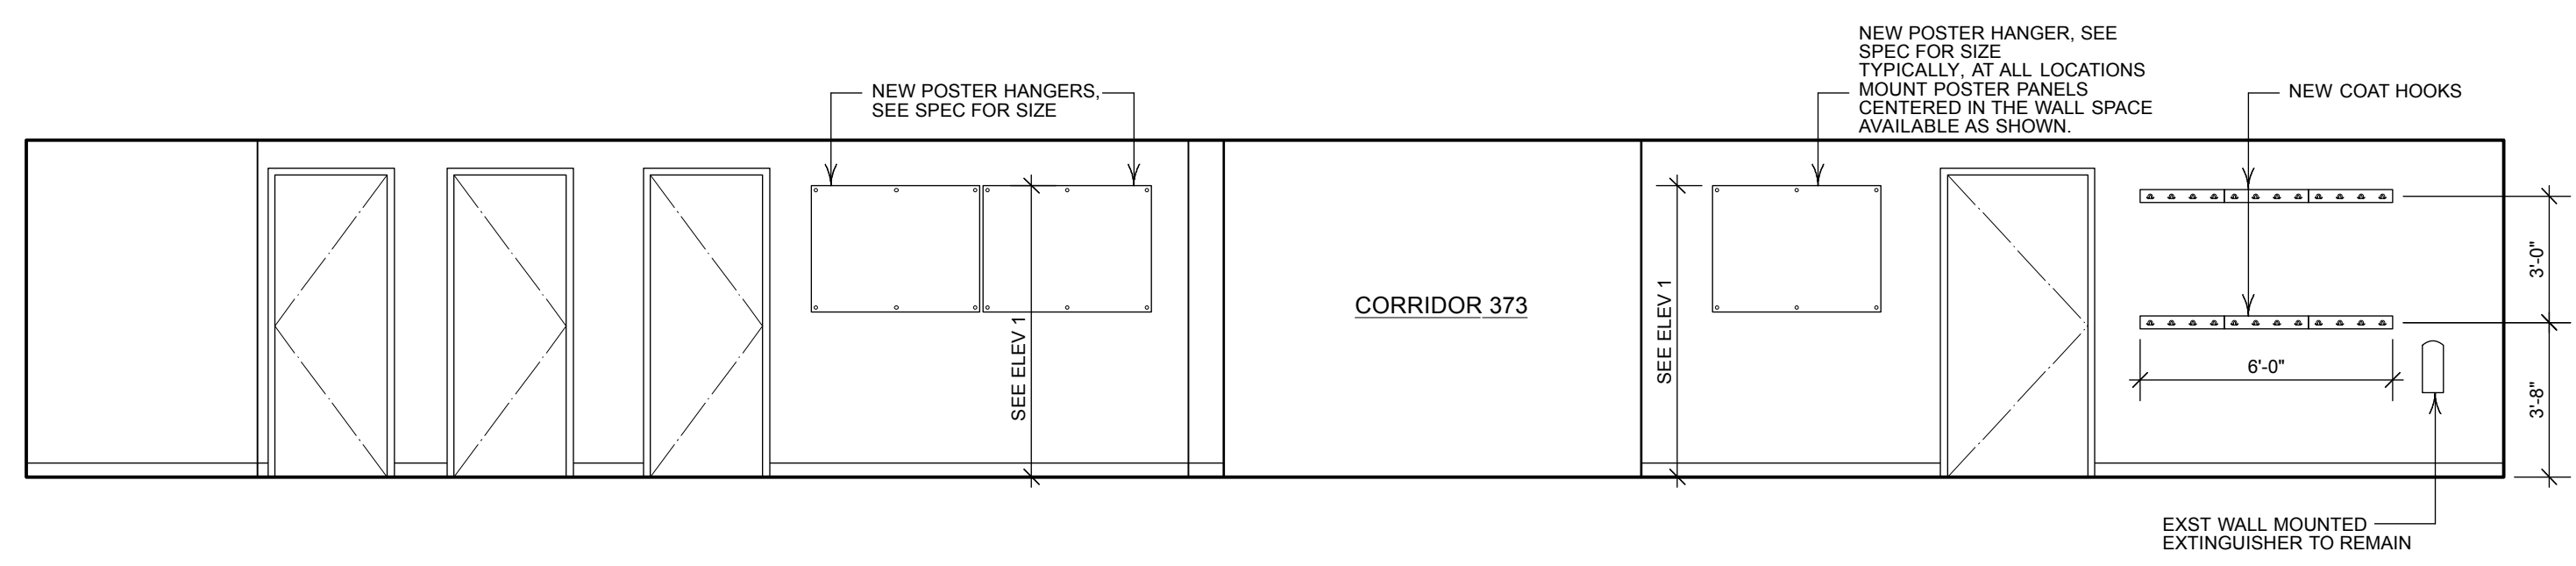 NEW POSTER HANGERS,
SEE SPEC FOR SIZE
NEW POSTER HANGER, SEE
SPEC FOR SIZE
TYPICALLY, AT ALL LOCATIONS
MOUNT POSTER PANELS
CENTERED IN THE WALL SPACE
AVAILABLE AS SHOWN.
NEW COAT HOOKS
SEE ELEV 1
CORRIDOR 373
SEE ELEV 1
3'-0"
6'-0"
3'-8"
EXST WALL MOUNTED
EXTINGUISHER TO REMAIN